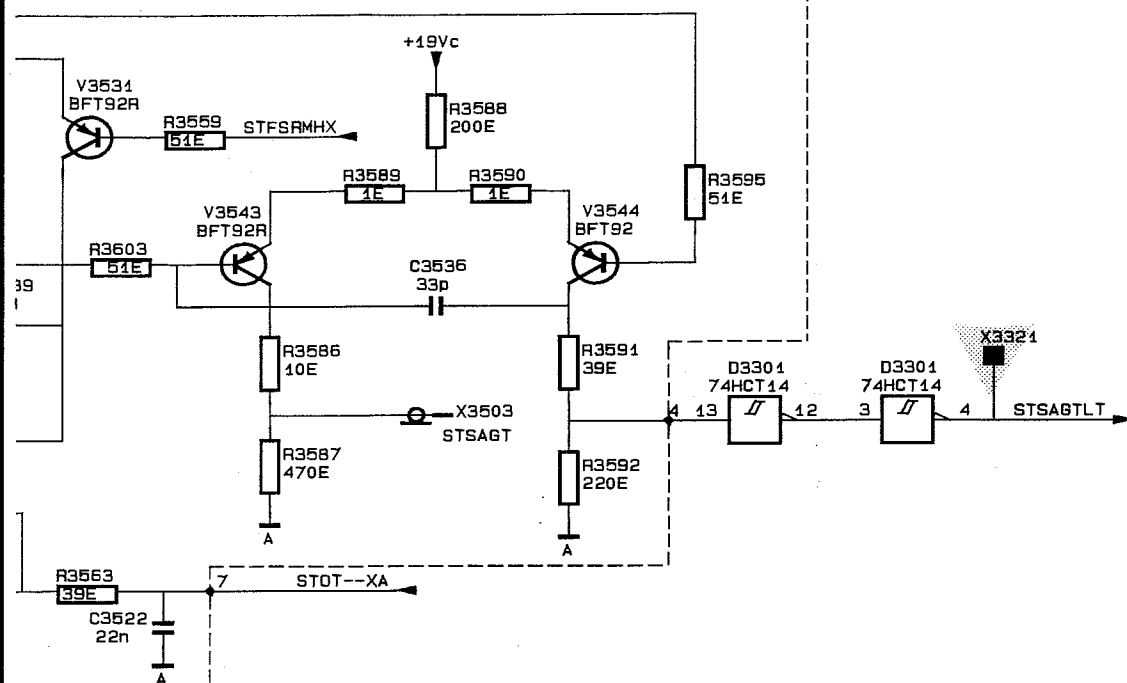 +19Vc
V3531
BFT92R
R3559
51E
STFSRMHX
R3588
200E
R3589
1E
R3590
1E
R3595
51E
V3543
BFT92R
V3544
BFT92
R3603
51E
C3536
33p
39
R3586
10E
R3591
39E
X3321
D3301
74HCT14
D3301
74HCT14
X3503
STSAGT
4
13
12
3
4
STSAGTLT
R3587
470E
R3592
220E
A
A
R3563
39E
7
STOT--XA
C3522
22n
A